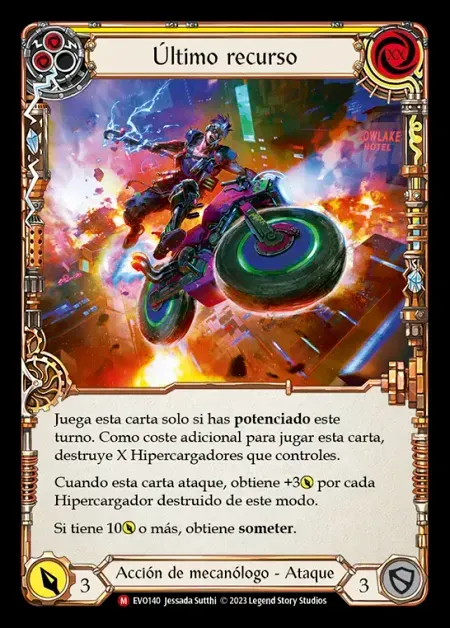 Último recurso
XX
OWLAKE
HOTEL
Juega esta carta solo si has potenciado este
turno. Como coste adicional para jugar esta carta,
destruye X Hipercargadores que controles.
Cuando esta carta ataque, obtiene +3 por cada
Hipercargador destruido de este modo.
Si tiene 10 o más, obtiene someter.
3
Acción de mecanólogo - Ataque
3
M EVO140 Jessada Sutthi © 2023 Legend Story Studios